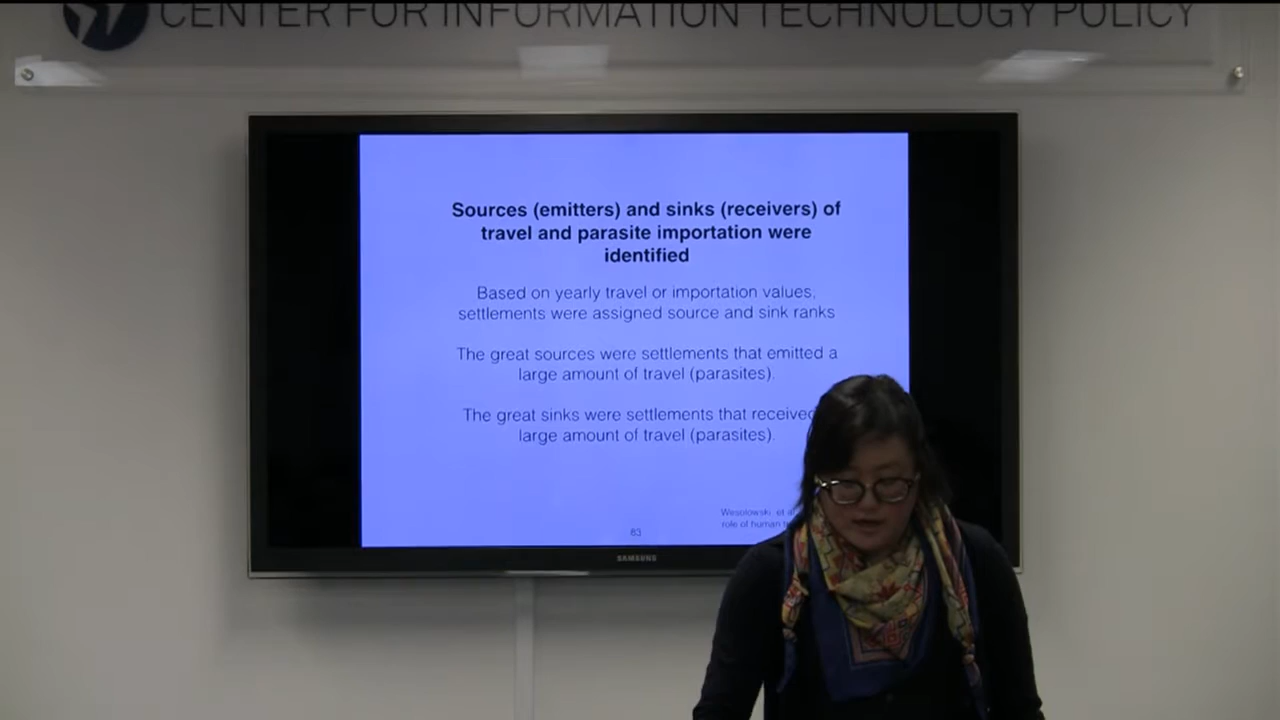 CENTER FOR INFORMATION TECHNOLOGY POLICY
Sources (emitters) and sinks (receivers) of
travel and parasite importation were
identified
Based on yearly travel or importation values,
settlements were assigned source and sink ranks
The great sources were settlements that emitted a
large amount of travel (parasites).
The great sinks were settlements that received
large amount of travel (parasites).
Wesolowski, et
role of human
83
SAMSUNG